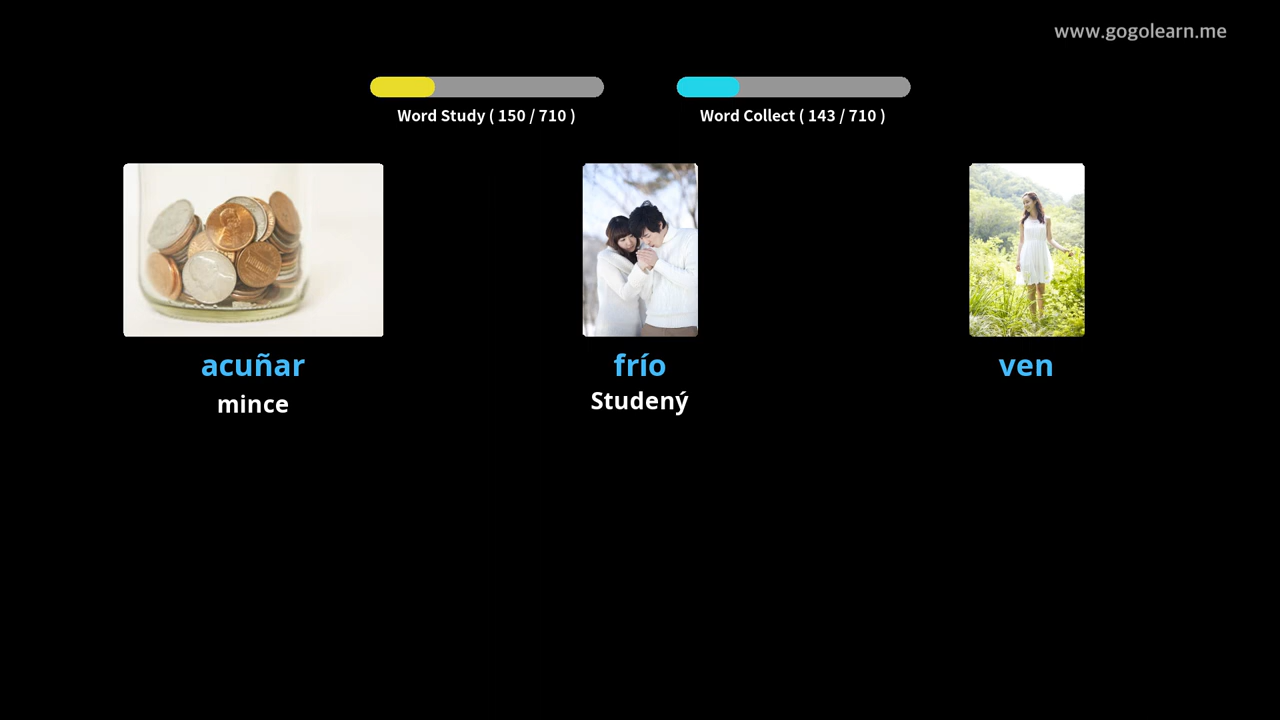 www.gogolearn.me
Word Study ( 150 / 710 )
Word Collect ( 143 / 710 )
acuñar
frío
ven
mince
Studený